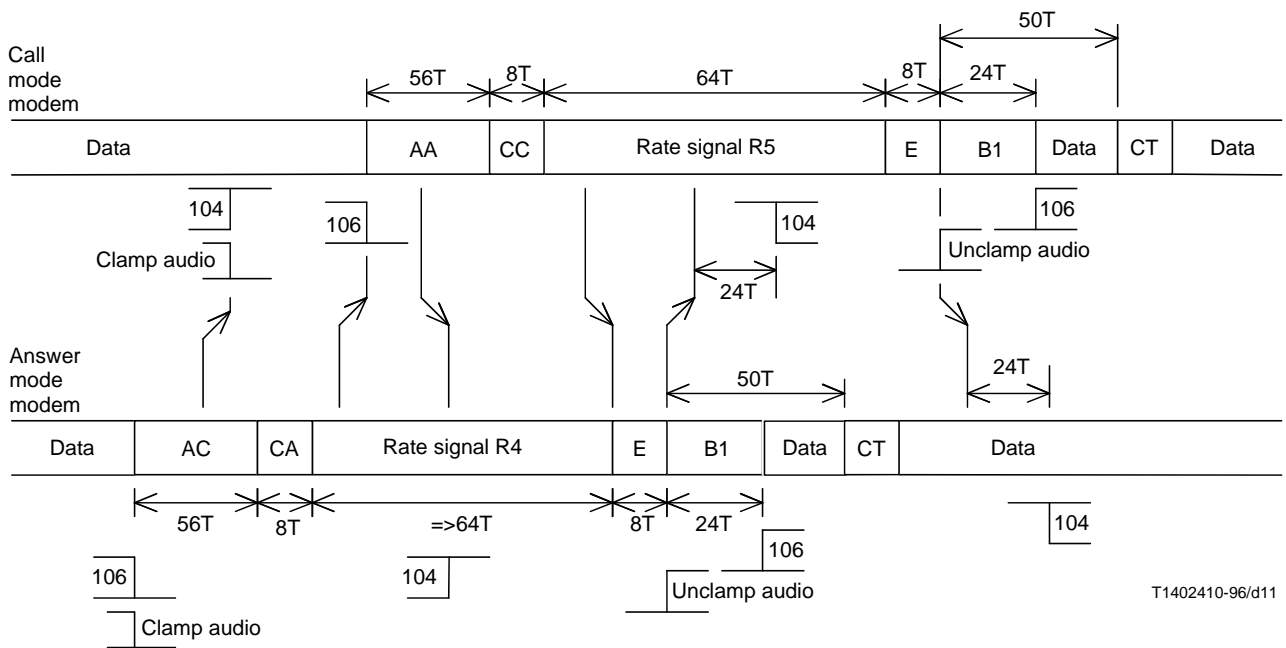 50T
Call
mode
modem
56T 8T 64T 8T 24T
Data AA CC Rate signal R5 E B1 Data CT Data
104 106 104 106
Clamp audio Unclamp audio
24T
Answer
mode
modem
50T 24T
Data AC CA Rate signal R4 E B1 Data CT Data
56T 8T =>64T 8T 24T
104
106 104 106
Unclamp audio
Clamp audio
T1402410-96/d11